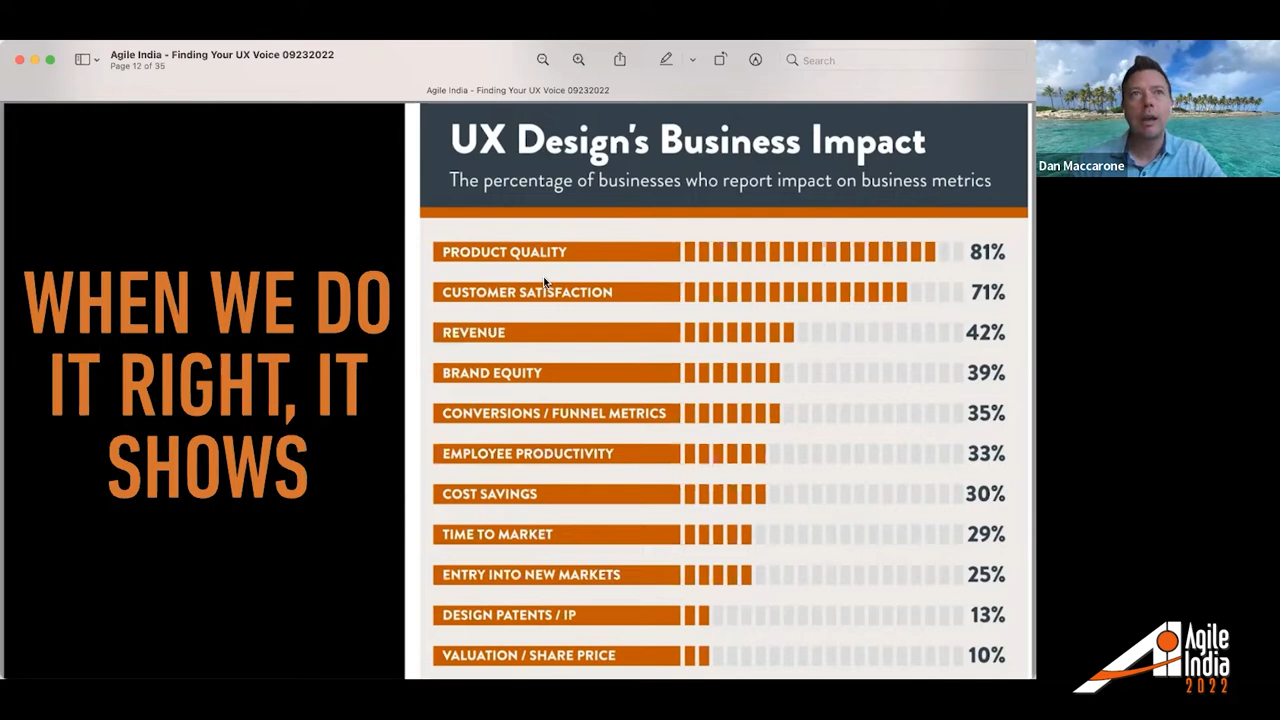 Agile India - Finding Your UX Voice 09232022
Page 12 of 35
Search
Agile India - Finding Your UX Voice 09232022
WHEN WE DO
IT RIGHT, IT
SHOWS
UX Design's Business Impact
The percentage of businesses who report impact on business metrics
PRODUCT QUALITY 81%
CUSTOMER SATISFACTION 71%
REVENUE 42%
BRAND EQUITY 39%
CONVERSIONS / FUNNEL METRICS 35%
EMPLOYEE PRODUCTIVITY 33%
COST SAVINGS 30%
TIME TO MARKET 29%
ENTRY INTO NEW MARKETS 25%
DESIGN PATENTS / IP 13%
VALUATION / SHARE PRICE 10%
Dan Maccarone
Agile
India
2022